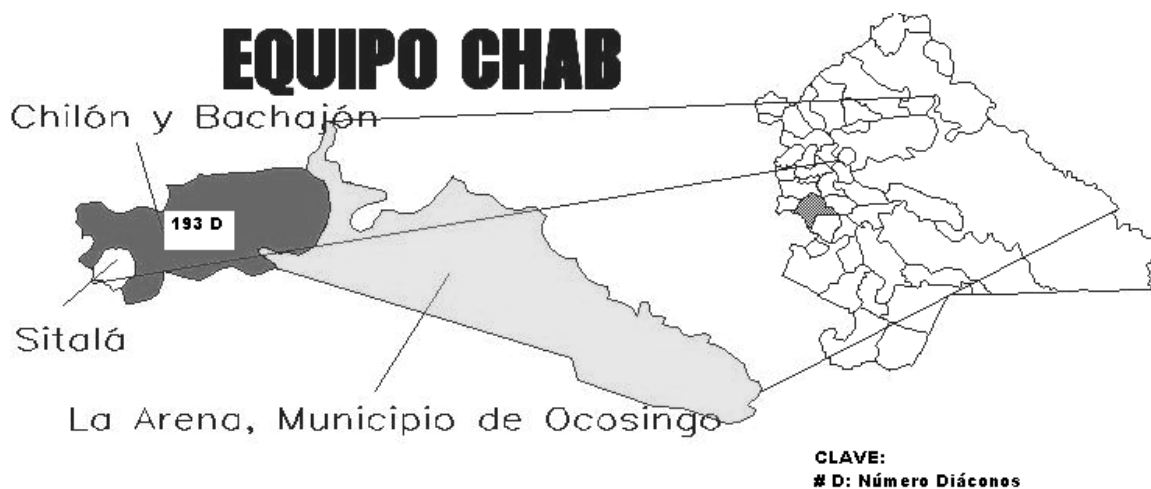 EQUIPO CHAB
Chilón y Bachajón
193 D
Sitalá
La Arena, Municipio de Ocosingo
CLAVE:
# D: Número Diáconos